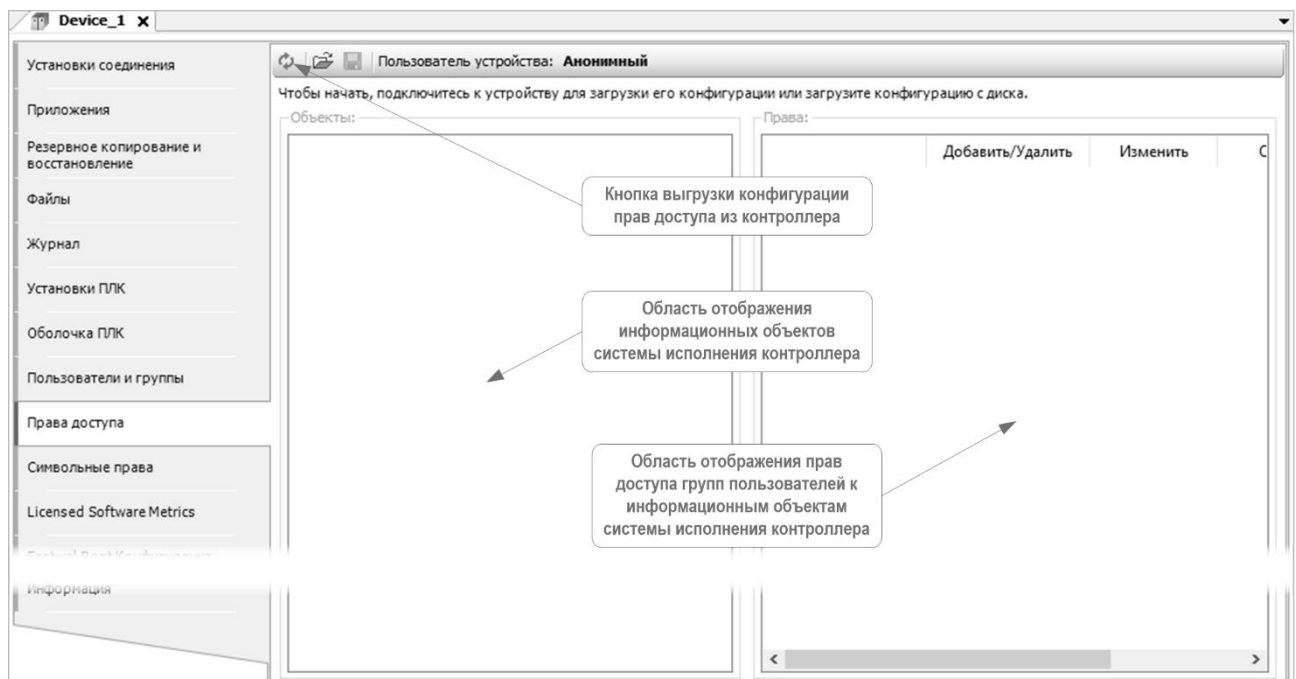 Device_1
Пользователь устройства: Анонимный
Чтобы начать, подключитесь к устройству для загрузки его конфигурации или загрузите конфигурацию с диска.
Установки соединения
Приложения
Резервное копирование и
восстановление
Файлы
Журнал
Установки ПЛК
Оболочка ПЛК
Пользователи и группы
Права доступа
Символьные права
Licensed Software Metrics
Информация
Объекты:
Права:
Добавить/Удалить Изменить
Кнопка выгрузки конфигурации
прав доступа из контроллера
Область отображения
информационных объектов
системы исполнения контроллера
Область отображения прав
доступа групп пользователей к
информационным объектам
системы исполнения контроллера